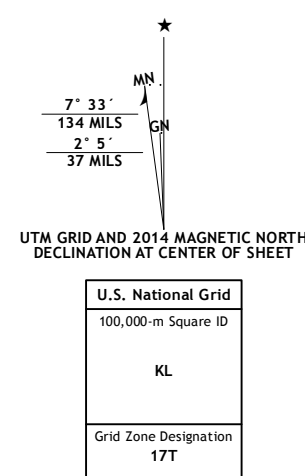 ★
MN
7° 33´
134 MILS
GN
2° 5´
37 MILS
UTM GRID AND 2014 MAGNETIC NORTH
DECLINATION AT CENTER OF SHEET
U.S. National Grid
100,000-m Square ID
KL
Grid Zone Designation
17T